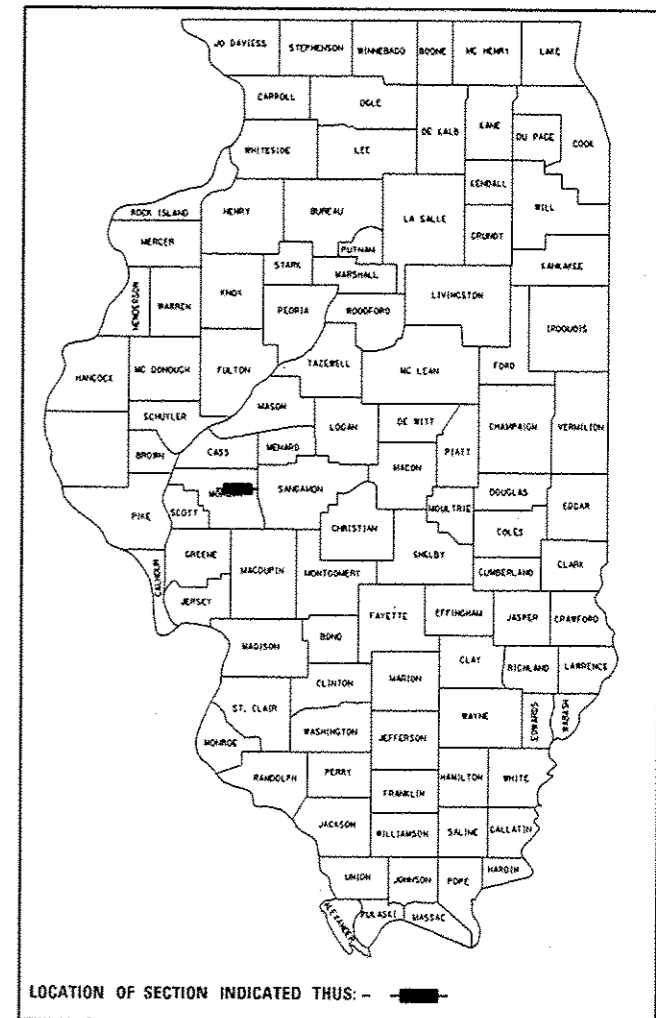 JO DAVIESS STEPHENSON WINNEBAGO BOONE MC HENRY LAKE
CARROLL OGLE DE KALB KANE DU PAGE COOK
WHITESIDE LEE KENDALL WILL
ROCK ISLAND HENRY BUREAU LA SALLE GRUNDY
MERCER PUTNAM KANKAKEE
STARK MARSHALL
HENDERSON WARREN KNOX PEORIA WOODFORD LIVINGSTON IROQUOIS
HANCOCK MC DONOUGH FULTON TAZEWELL MC LEAN FORD
SCHUYLER MASON LOGAN DE WITT CHAMPAIGN VERMILION
BROWN CASS MENARD MACON PIATT
PIKE SCOTT SANGAMON MOULTRIE DOUGLAS EDGAR
CHRISTIAN COLES
CALHOUN GREENE MACOUPIN MONTGOMERY SHELBY CUMBERLAND CLARK
JERSEY FAYETTE EFFINGHAM JASPER CRAWFORD
MADISON BOND CLAY RICHLAND LAWRENCE
CLINTON MARION
ST. CLAIR WASHINGTON JEFFERSON WAYNE EDWARDS WABASH
MONROE
RANDOLPH PERRY FRANKLIN HAMILTON WHITE
JACKSON WILLIAMSON SALINE GALLATIN
UNION JOHNSON POPE HARDIN
ALEXANDER PULASKI MASSAC
LOCATION OF SECTION INDICATED THUS: -